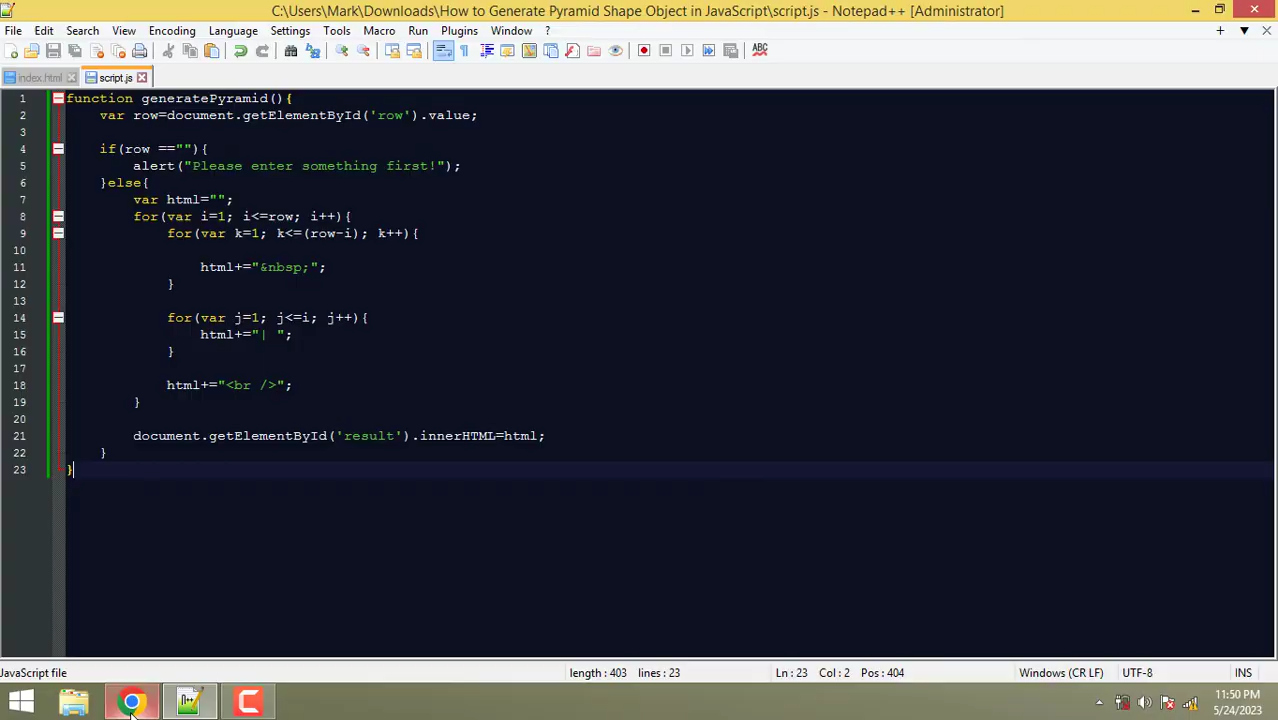 C:\Users\Mark\Downloads\How to Generate Pyramid Shape Object in JavaScript\script.js - Notepad++ [Administrator]
File Edit Search View Encoding Language Settings Tools Macro Run Plugins Window ?
ABC
index.html script.js
1 function generatePyramid(){
2 var row=document.getElementById('row').value;
3
4 if(row ==""){
5 alert("Please enter something first!");
6 }else{
7 var html="";
8 for(var i=1; i<=row; i++){
9 for(var k=1; k<=(row-i); k++){
10
11 html+="&nbsp;";
12 }
13
14 for(var j=1; j<=i; j++){
15 html+="| ";
16 }
17
18 html+="<br />";
19 }
20
21 document.getElementById('result').innerHTML=html;
22 }
23 }
JavaScript file length : 403 lines : 23 Ln : 23 Col : 2 Pos : 404 Windows (CR LF) UTF-8 INS
11:50 PM
5/24/2023